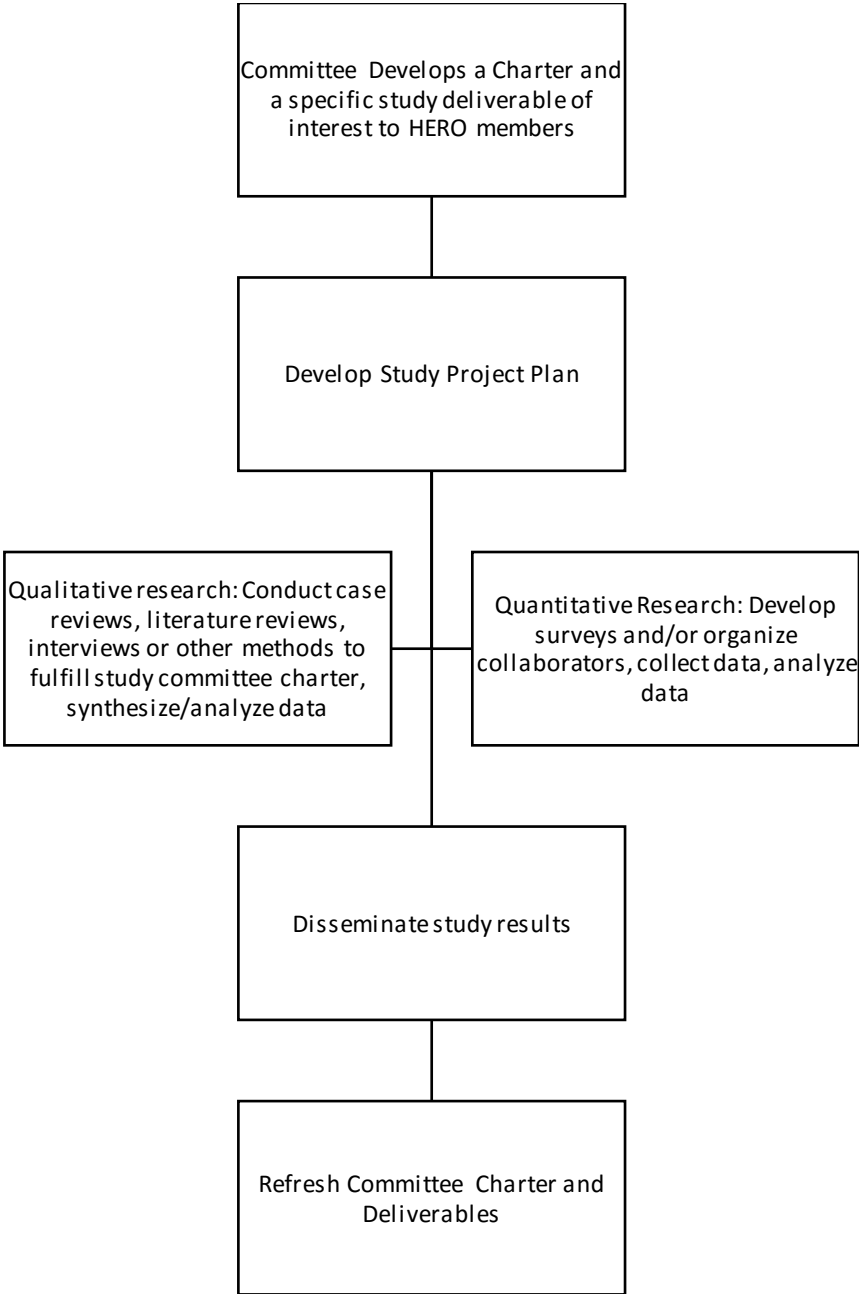 Committee Develops a Charter and
a specific study deliverable of
interest to HERO members
Develop Study Project Plan
Qualitative research: Conduct case
reviews, literature reviews,
interviews or other methods to
fulfill study committee charter,
synthesize/analyze data
Quantitative Research: Develop
surveys and/or organize
collaborators, collect data, analyze
data
Disseminate study results
Refresh Committee Charter and
Deliverables